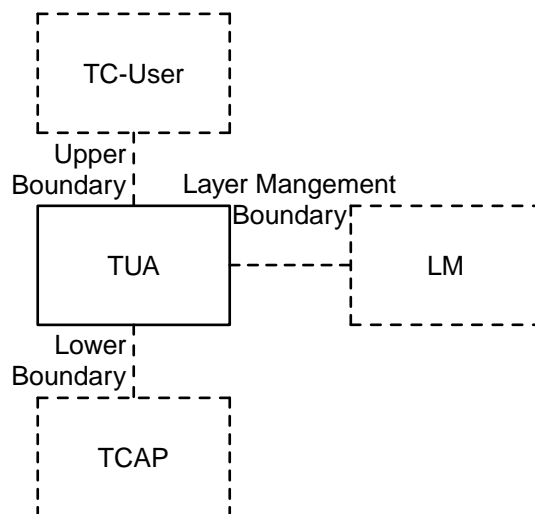 TC-User
Upper
Boundary
Layer Mangement
Boundary
TUA
LM
Lower
Boundary
TCAP